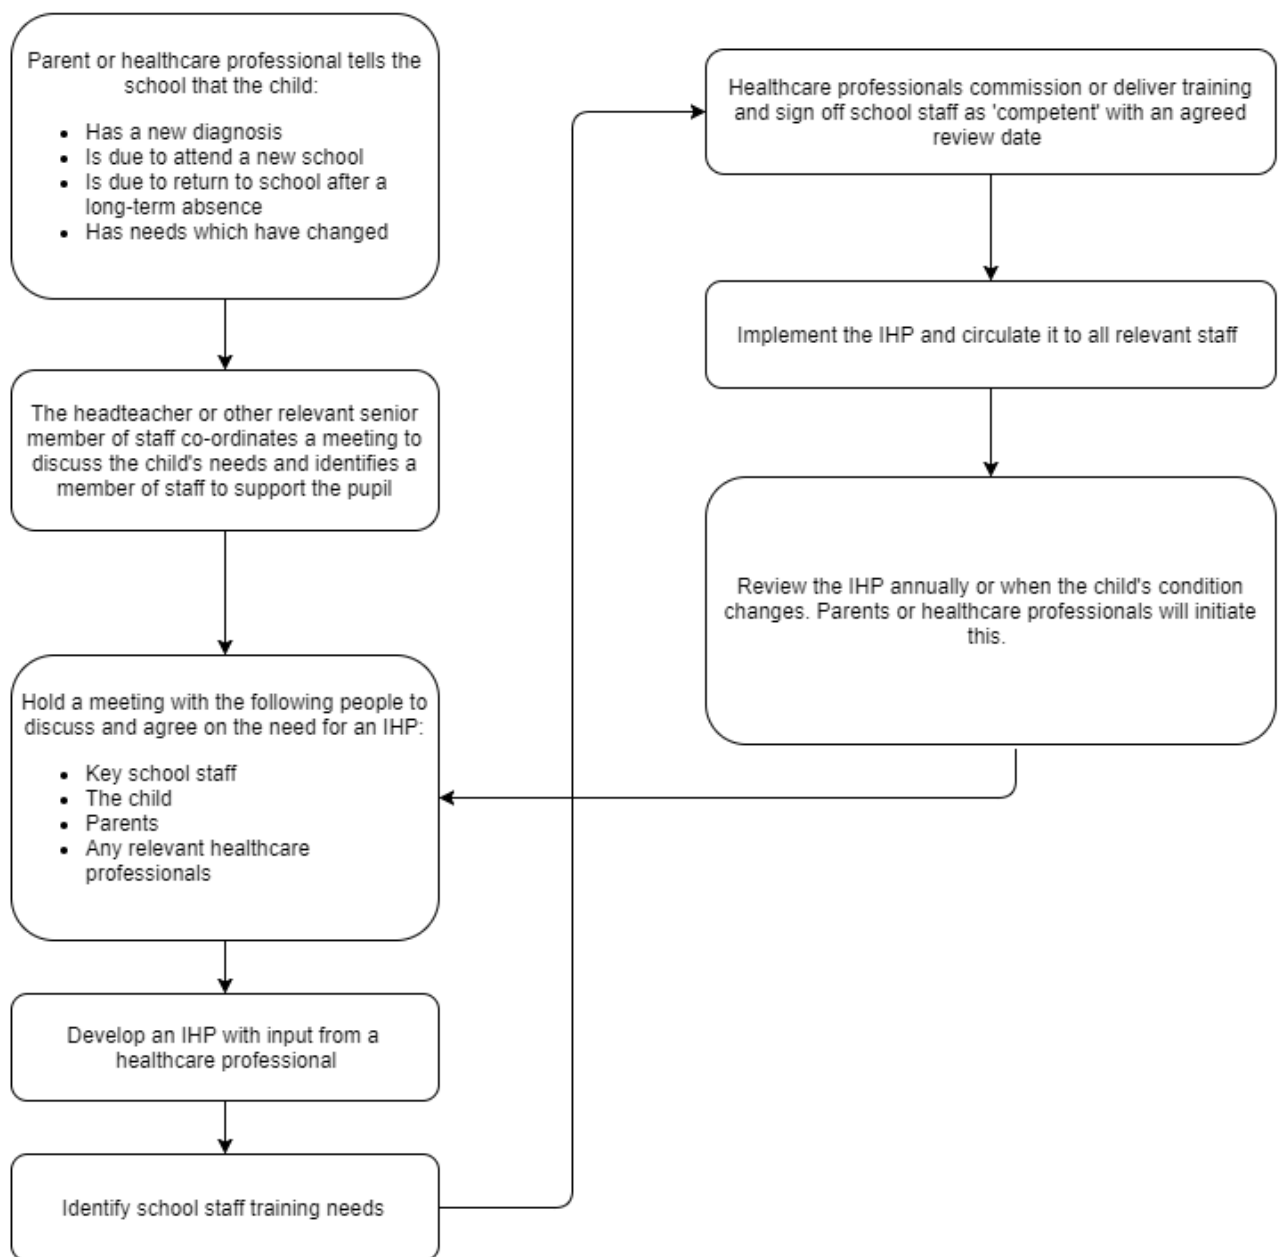 Parent or healthcare professional tells the
school that the child:
• Has a new diagnosis
• Is due to attend a new school
• Is due to return to school after a
long-term absence
• Has needs which have changed
The headteacher or other relevant senior
member of staff co-ordinates a meeting to
discuss the child's needs and identifies a
member of staff to support the pupil
Hold a meeting with the following people to
discuss and agree on the need for an IHP:
• Key school staff
• The child
• Parents
• Any relevant healthcare
professionals
Develop an IHP with input from a
healthcare professional
Identify school staff training needs
Healthcare professionals commission or deliver training
and sign off school staff as 'competent' with an agreed
review date
Implement the IHP and circulate it to all relevant staff
Review the IHP annually or when the child's condition
changes. Parents or healthcare professionals will initiate
this.